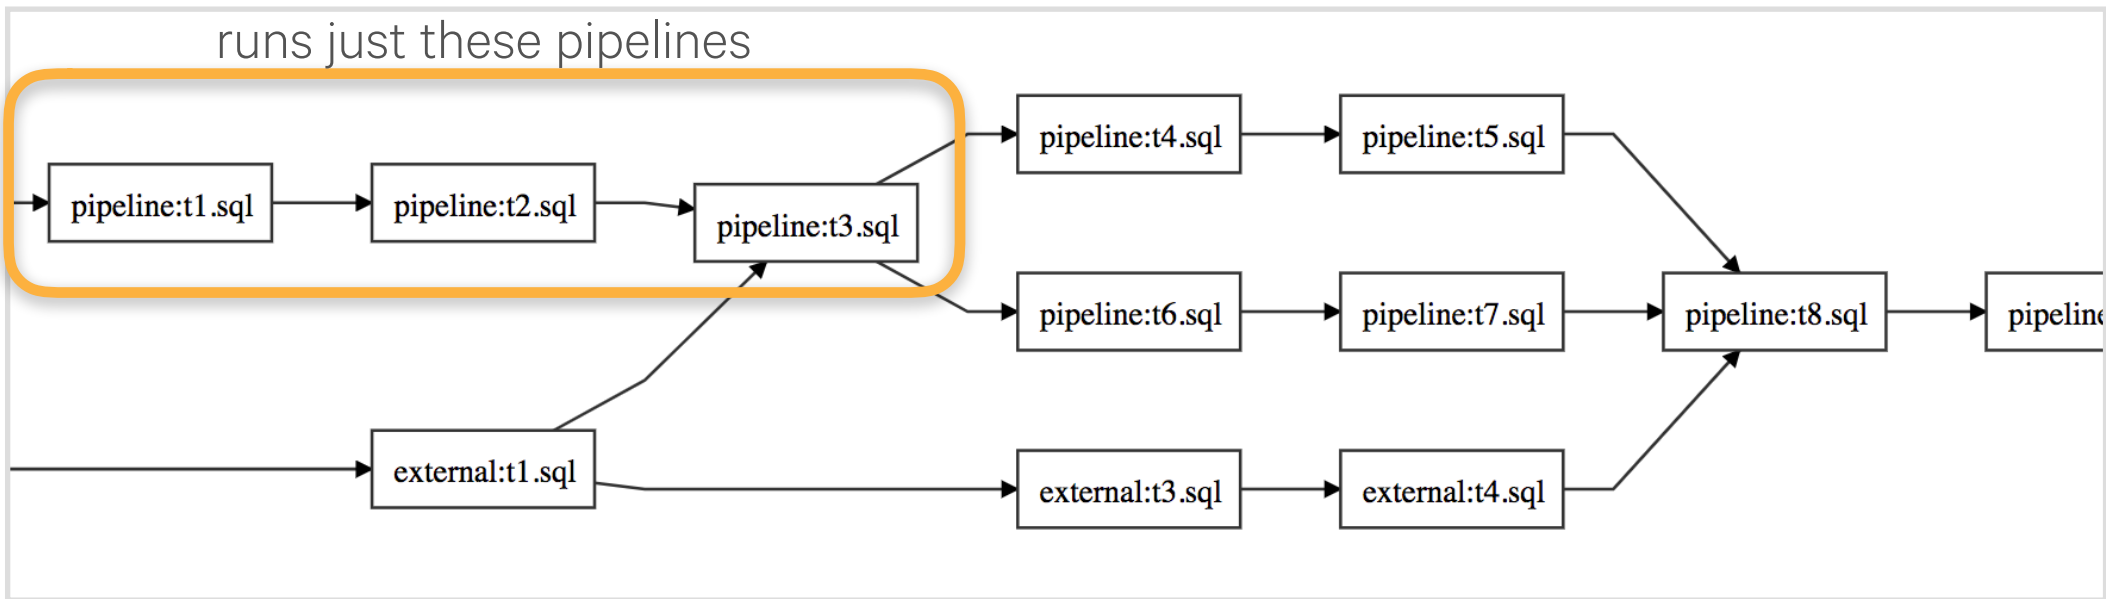 runs just these pipelines
pipeline:t4.sql
pipeline:t5.sql
pipeline:t1.sql
pipeline:t2.sql
pipeline:t3.sql
pipeline:t6.sql
pipeline:t7.sql
pipeline:t8.sql
pipeline
external:t1.sql
external:t3.sql
external:t4.sql